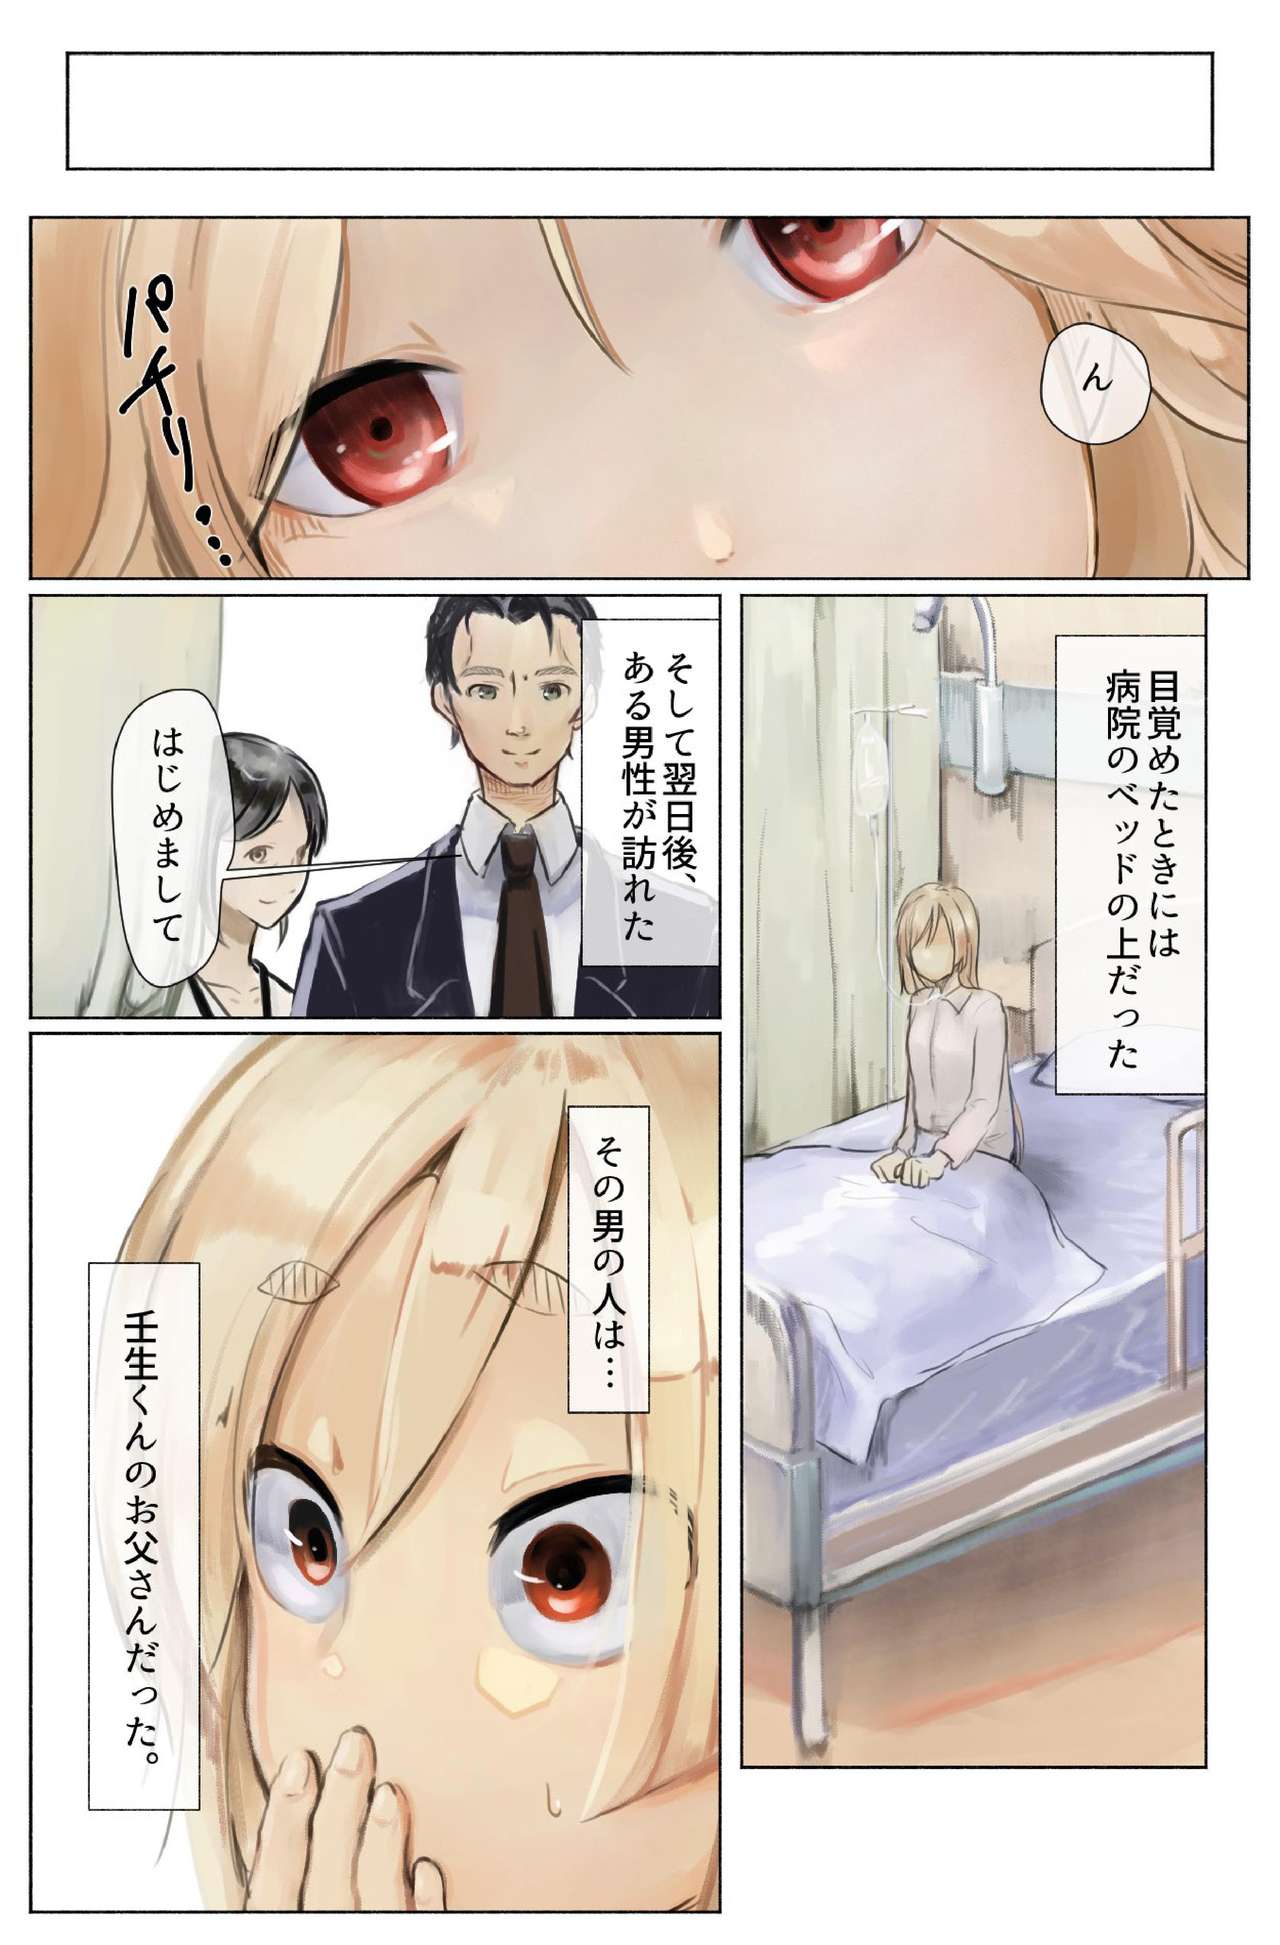 ん
パチリ…
目覚めたときには
病院のベッドの上だった
そして翌日後、
ある男性が訪れた
はじめまして
その男の人は…
壬生くんのお父さんだった。